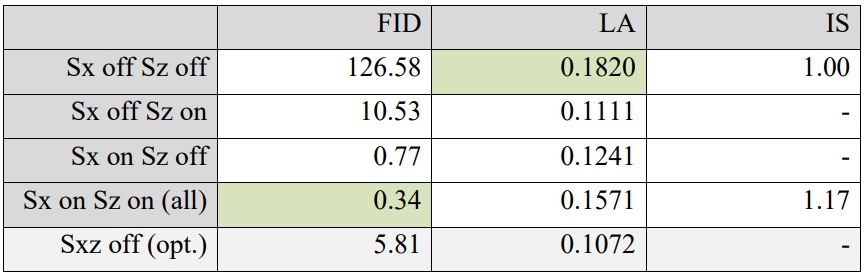 FID LA IS
Sx off Sz off 126.58 0.1820 1.00
Sx off Sz on 10.53 0.1111 -
Sx on Sz off 0.77 0.1241 -
Sx on Sz on (all) 0.34 0.1571 1.17
Sxz off (opt.) 5.81 0.1072 -